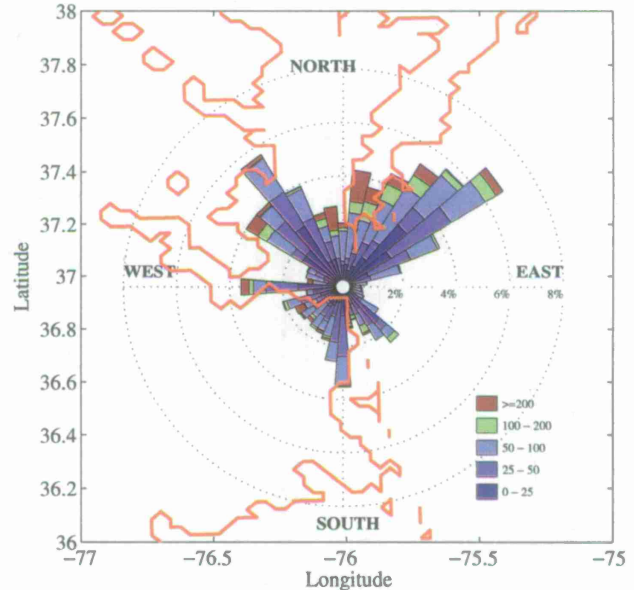 38
37.8
37.6
37.4
37.2
37
36.8
36.6
36.4
36.2
36
Latitude
NORTH
WEST
EAST
SOUTH
2%
4%
6%
8%
>=200
100 – 200
50 – 100
25 – 50
0 – 25
−77
−76.5
−76
−75.5
−75
Longitude